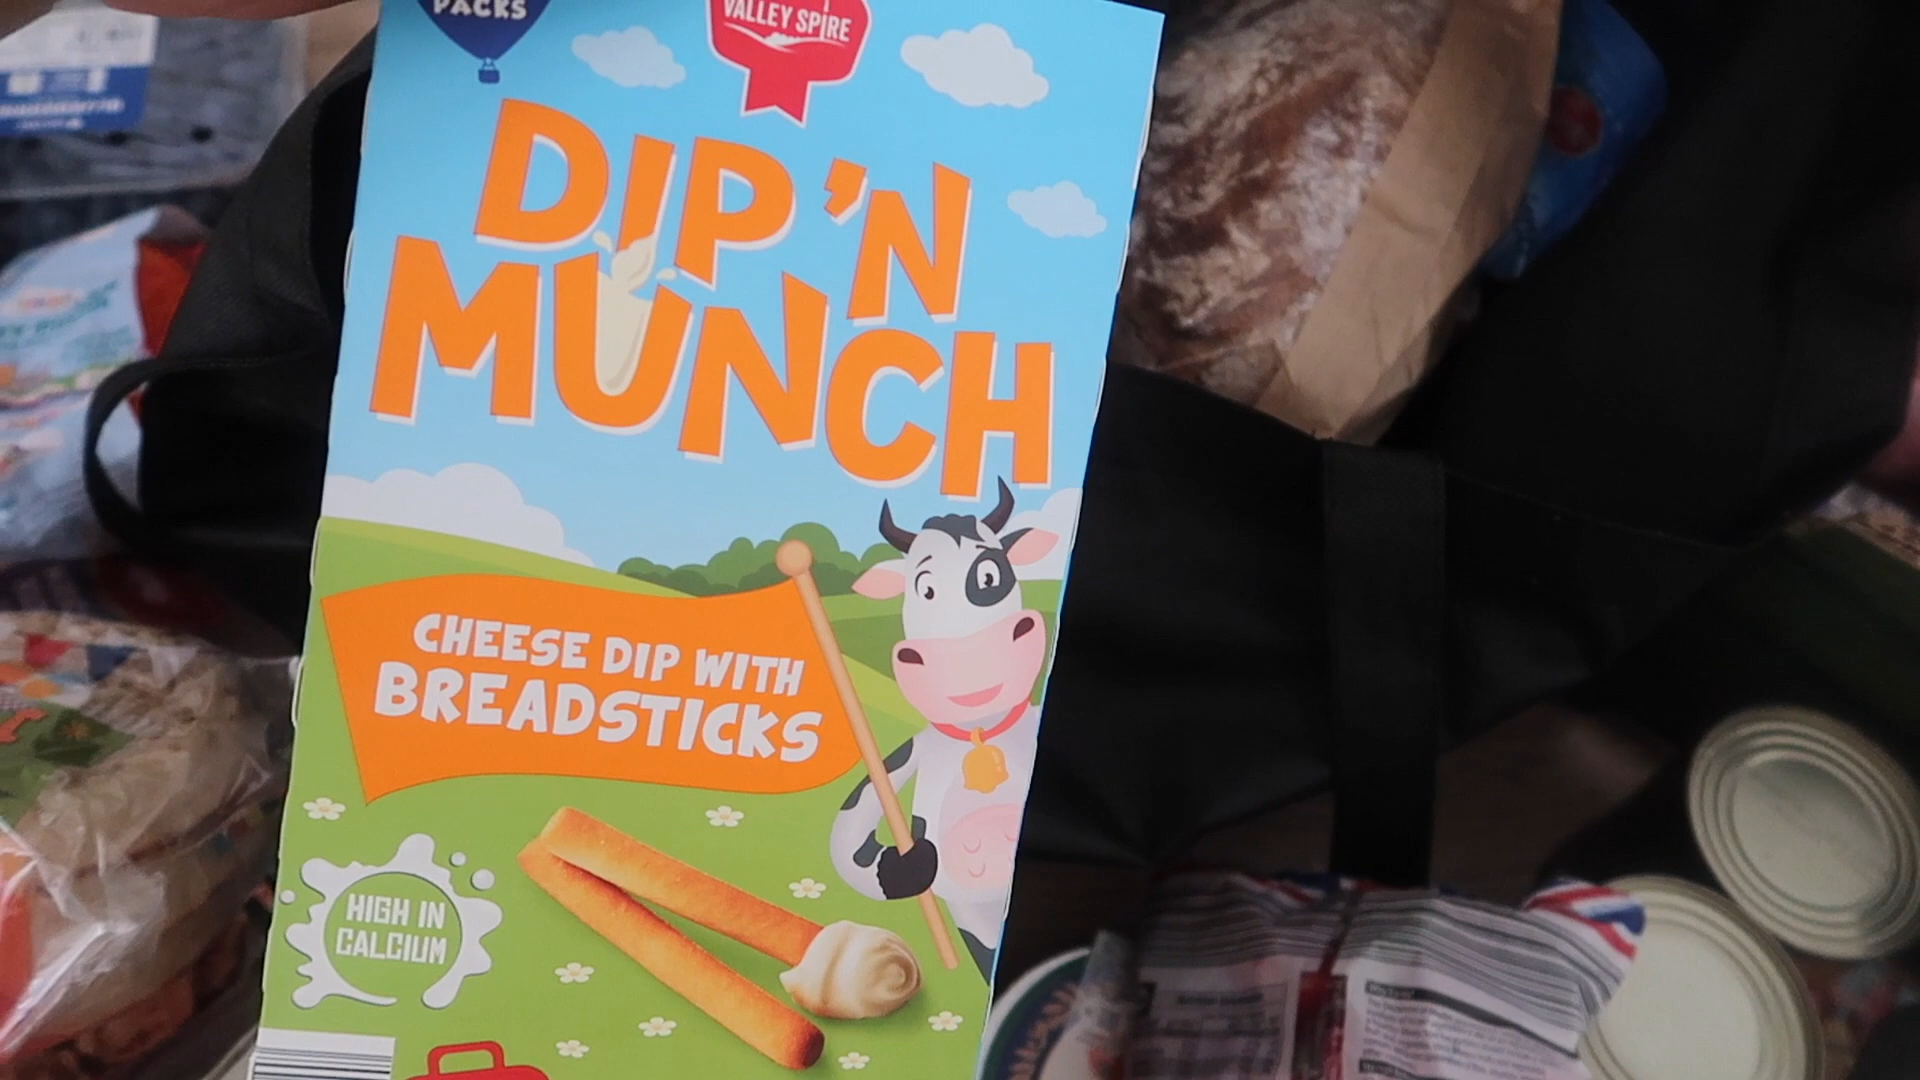 PACKS
VALLEY SPIRE
DIP 'N
MUNCH
CHEESE DIP WITH
BREADSTICKS
HIGH IN
CALCIUM